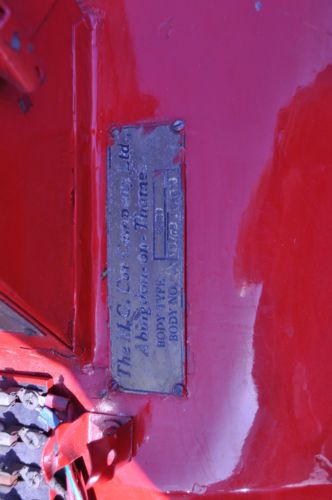 The M.G. Car Company Ltd.
Abingdon-on-Thames
BODY TYPE
BODY NO.